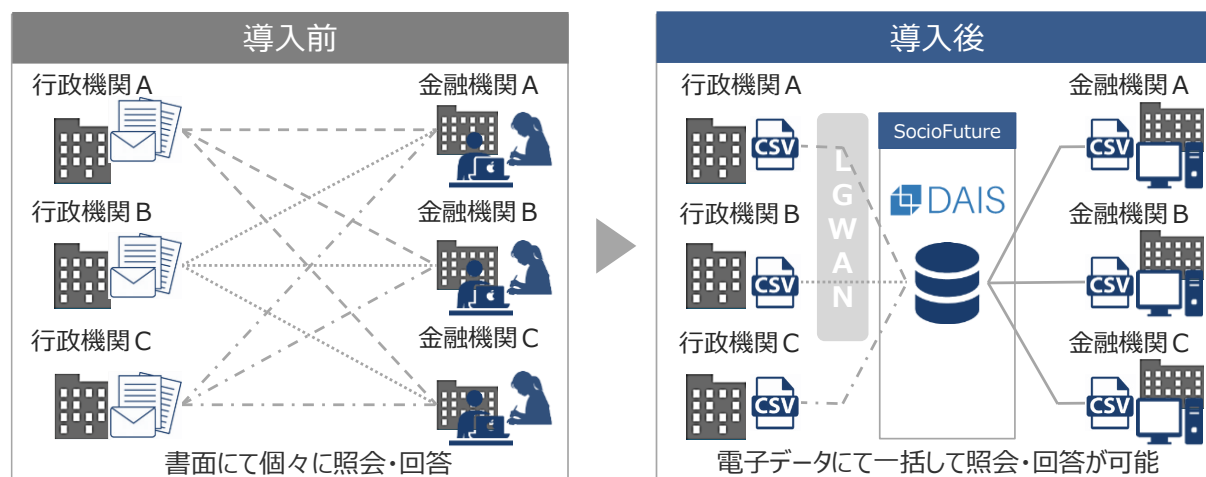 導入前
行政機関A
金融機関A
行政機関B
金融機関B
行政機関C
金融機関C
書面にて個々に照会・回答
導入後
行政機関A
金融機関A
CSV
LGWAN
SocioFuture
CSV
DAIS
行政機関B
金融機関B
CSV
CSV
行政機関C
金融機関C
CSV
CSV
電子データにて一括して照会・回答が可能